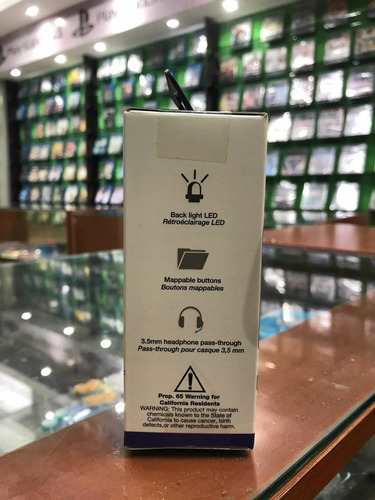 Back light LED
Rétroéclairage LED
Mappable buttons
Boutons mappables
3.5mm headphone pass-through
Pass-through pour casque 3,5 mm
Prop. 65 Warning for
California Residents
WARNING: This product may contain
chemicals known to the State of
California to cause cancer, birth
defects,or other reproductive harm.